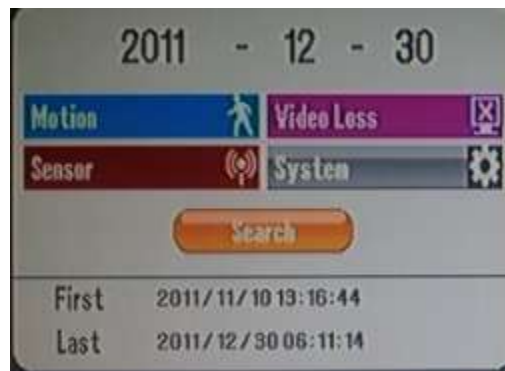 2011 - 12 - 30
Motion Video Loss
Sensor System
Search
First 2011/11/10 13:16:44
Last 2011/12/30 06:11:14